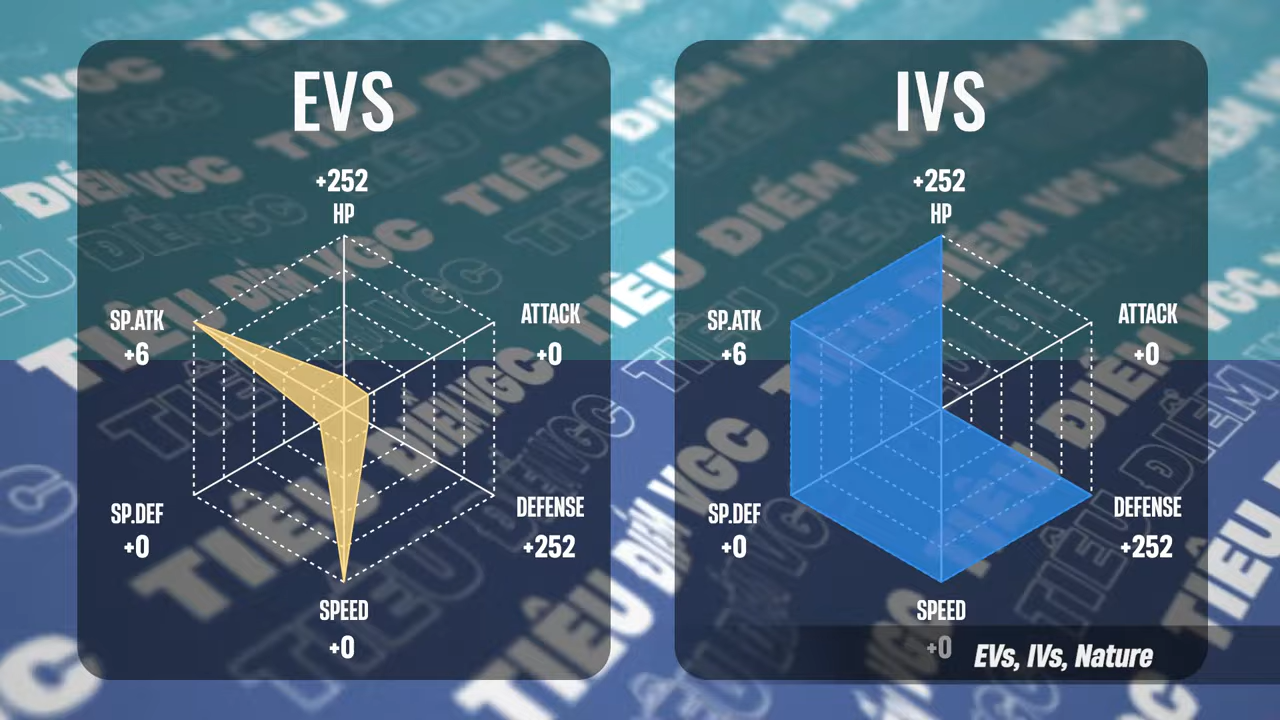 EVS
+252
HP
ATTACK
+0
DEFENSE
+252
SPEED
+0
SP.DEF
+0
SP.ATK
+6
IVS
+252
HP
ATTACK
+0
DEFENSE
+252
SPEED
+0
SP.DEF
+0
SP.ATK
+6
EVs, IVs, Nature
TIÊU ĐIỂM VGC